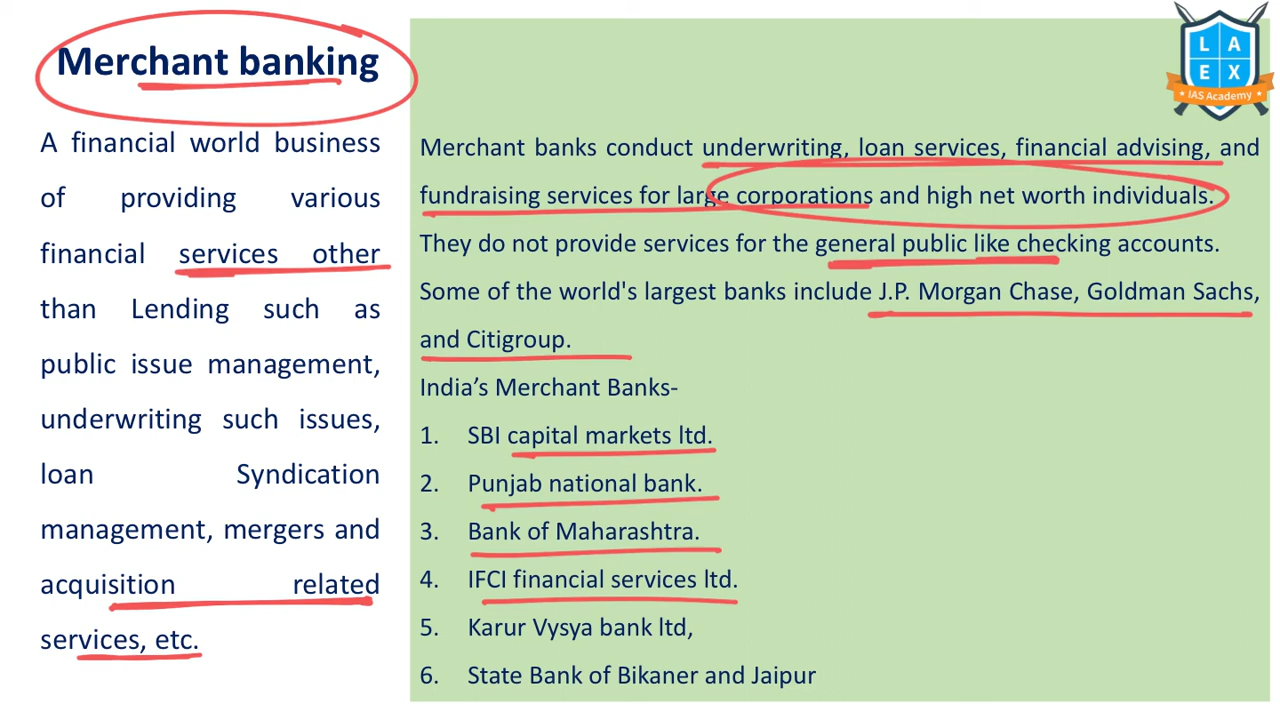 Merchant banking
A financial world business
of providing various
financial services other
than Lending such as
public issue management,
underwriting such issues,
loan Syndication
management, mergers and
acquisition related
services, etc.
L A
E X
IAS Academy
Merchant banks conduct underwriting, loan services, financial advising, and
fundraising services for large corporations and high net worth individuals.
They do not provide services for the general public like checking accounts.
Some of the world's largest banks include J.P. Morgan Chase, Goldman Sachs,
and Citigroup.
India's Merchant Banks-
1. SBI capital markets ltd.
2. Punjab national bank.
3. Bank of Maharashtra.
4. IFCI financial services ltd.
5. Karur Vysya bank ltd,
6. State Bank of Bikaner and Jaipur